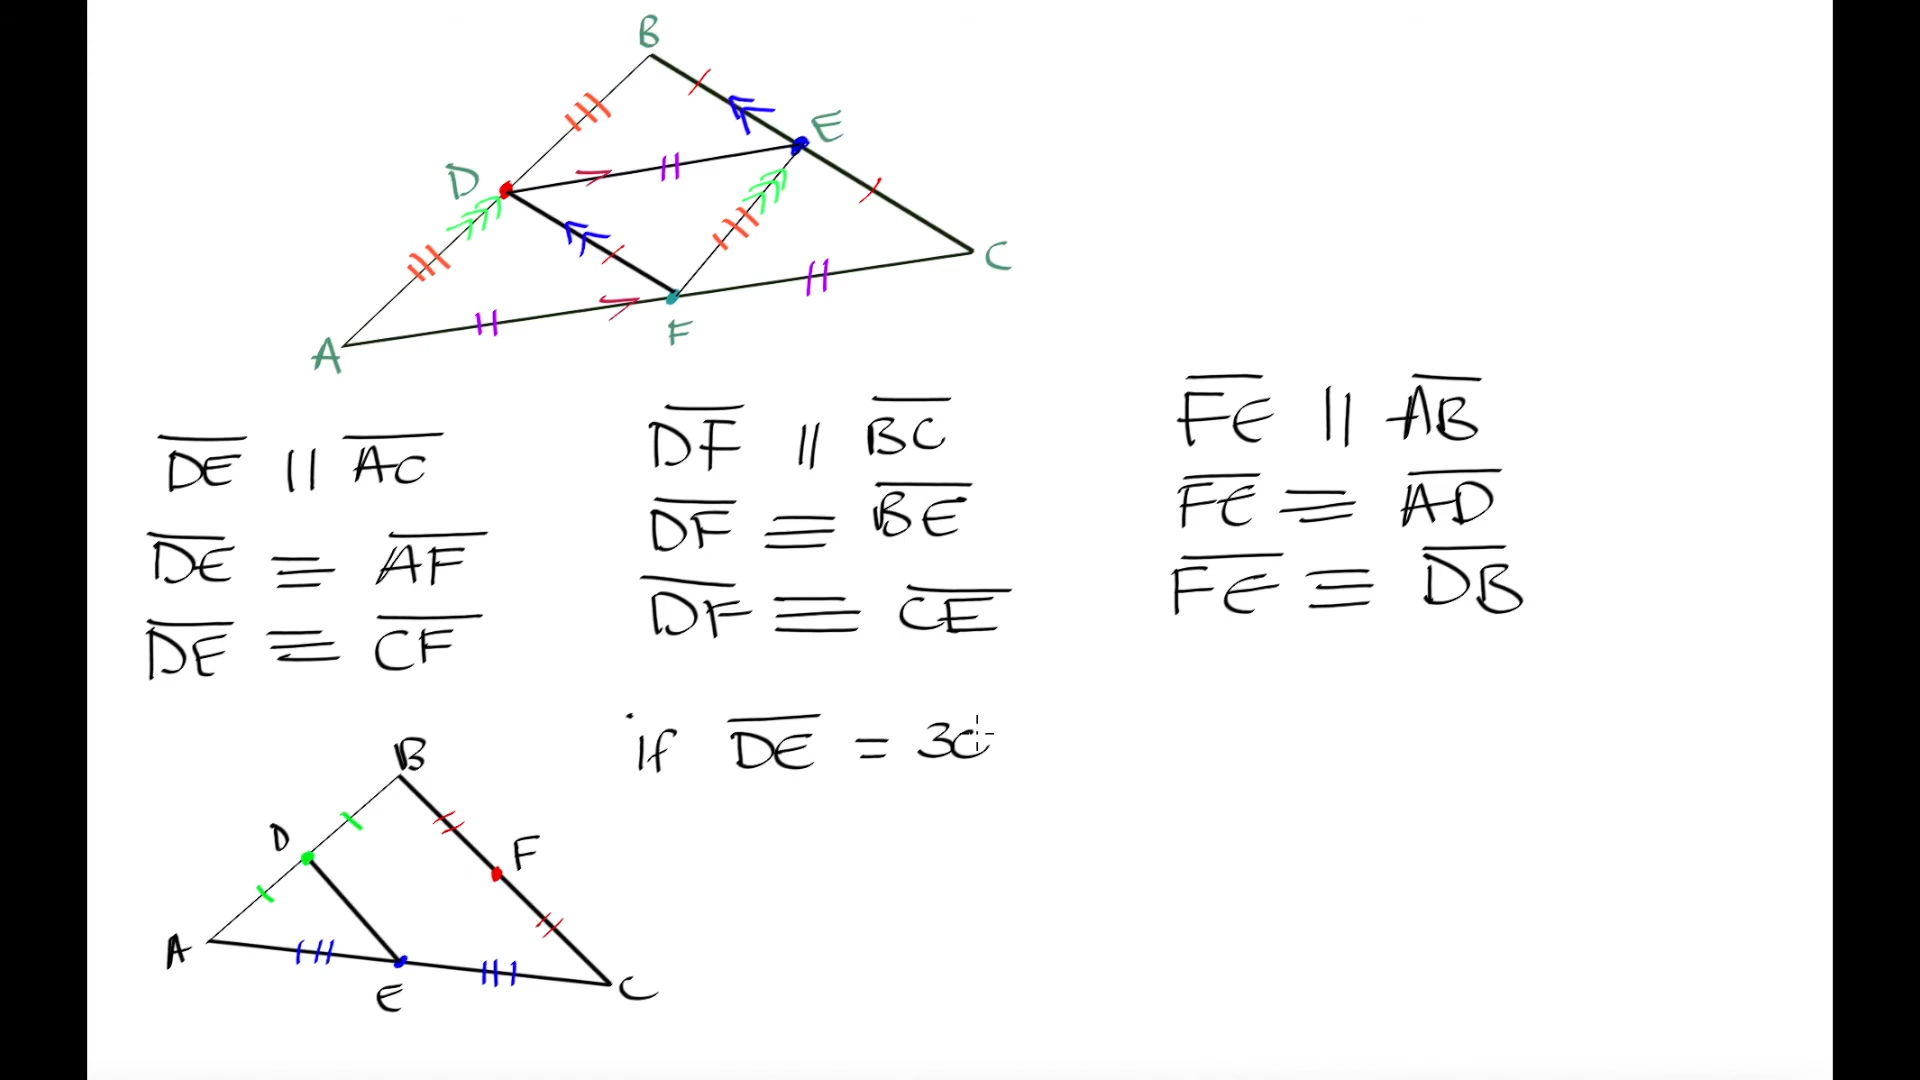 B
E
D
C
F
A
DE || AC
DE ≡ AF
DE ≡ CF
DF || BC
DF ≡ BE
DF ≡ CE
FE || AB
FE ≡ AD
FE ≡ DB
if DE = 30
B
D
F
A
E
C